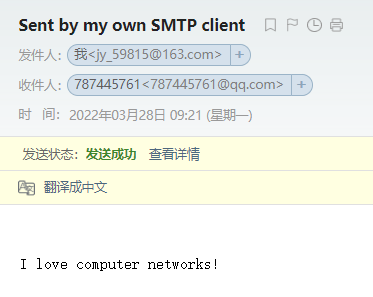 Sent by my own SMTP client
发件人：我<jy_59815@163.com> +
收件人：787445761<787445761@qq.com> +
时 间：2022年03月28日 09:21 (星期一)
发送状态：发送成功 查看详情
翻译成中文
I love computer networks!